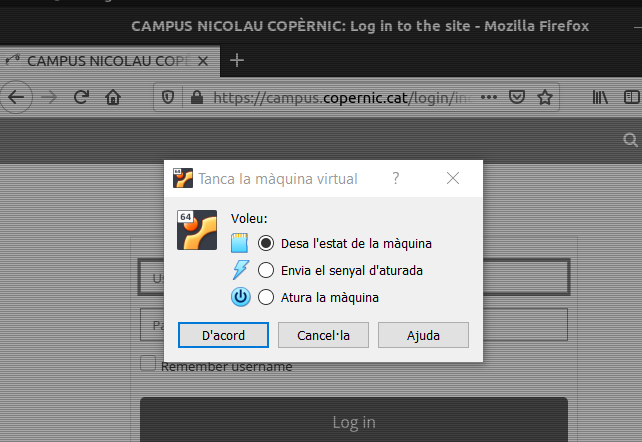 CAMPUS NICOLAU COPÈRNIC: Log in to the site - Mozilla Firefox
CAMPUS NICOLAU COPÈ
https://campus.copernic.cat/login/in
64 Tanca la màquina virtual ?
64
Voleu:
Desa l'estat de la màquina
Envia el senyal d'aturada
Atura la màquina
Us
Pa
D'acord Cancel·la Ajuda
Remember username
Log in